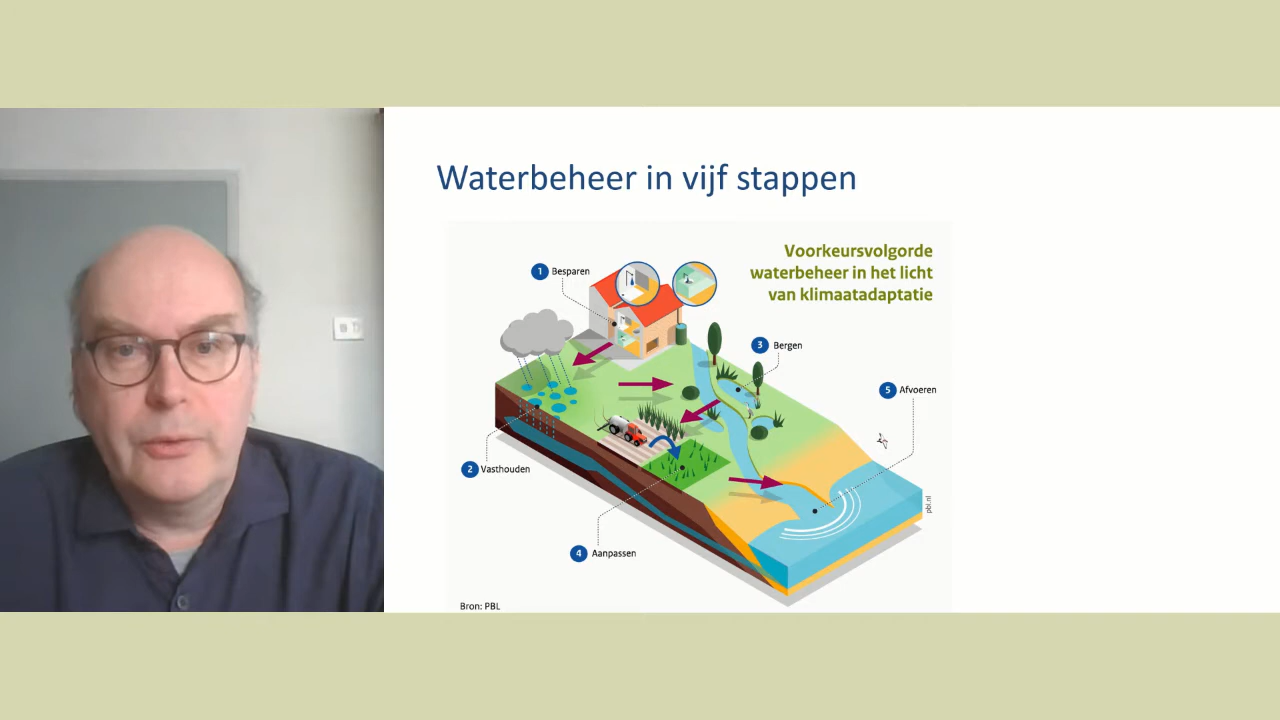 Waterbeheer in vijf stappen
Voorkeursvolgorde
waterbeheer in het licht
van klimaatadaptatie
1 Besparen
3 Bergen
5 Afvoeren
2 Vasthouden
4 Aanpassen
pbl.nl
Bron: PBL